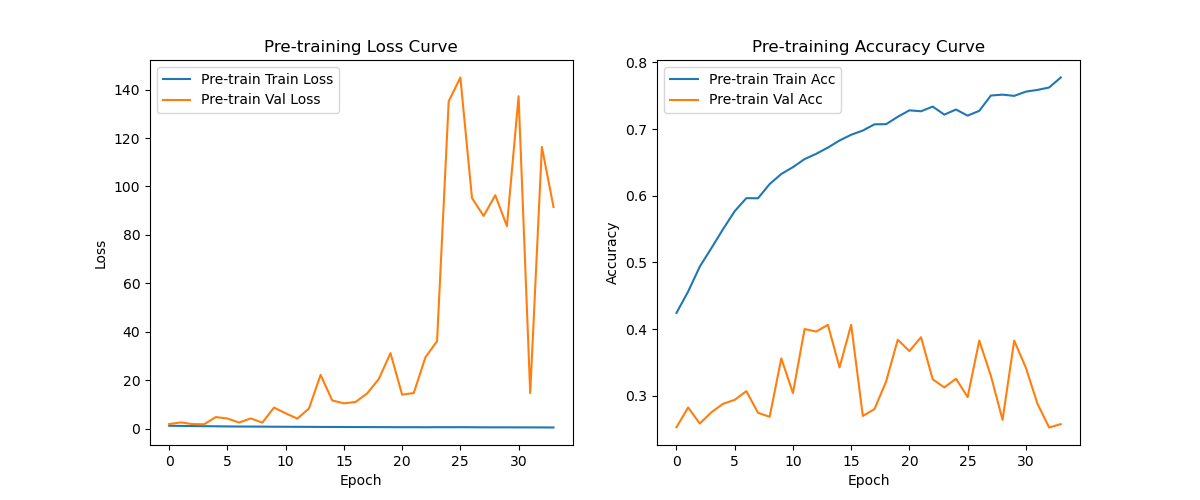 Pre-training Loss Curve
Pre-train Train Loss
Pre-train Val Loss
140
120
100
80
60
40
20
0
Loss
0 5 10 15 20 25 30
Epoch
Pre-training Accuracy Curve
Pre-train Train Acc
Pre-train Val Acc
0.8
0.7
0.6
0.5
0.4
0.3
Accuracy
0 5 10 15 20 25 30
Epoch